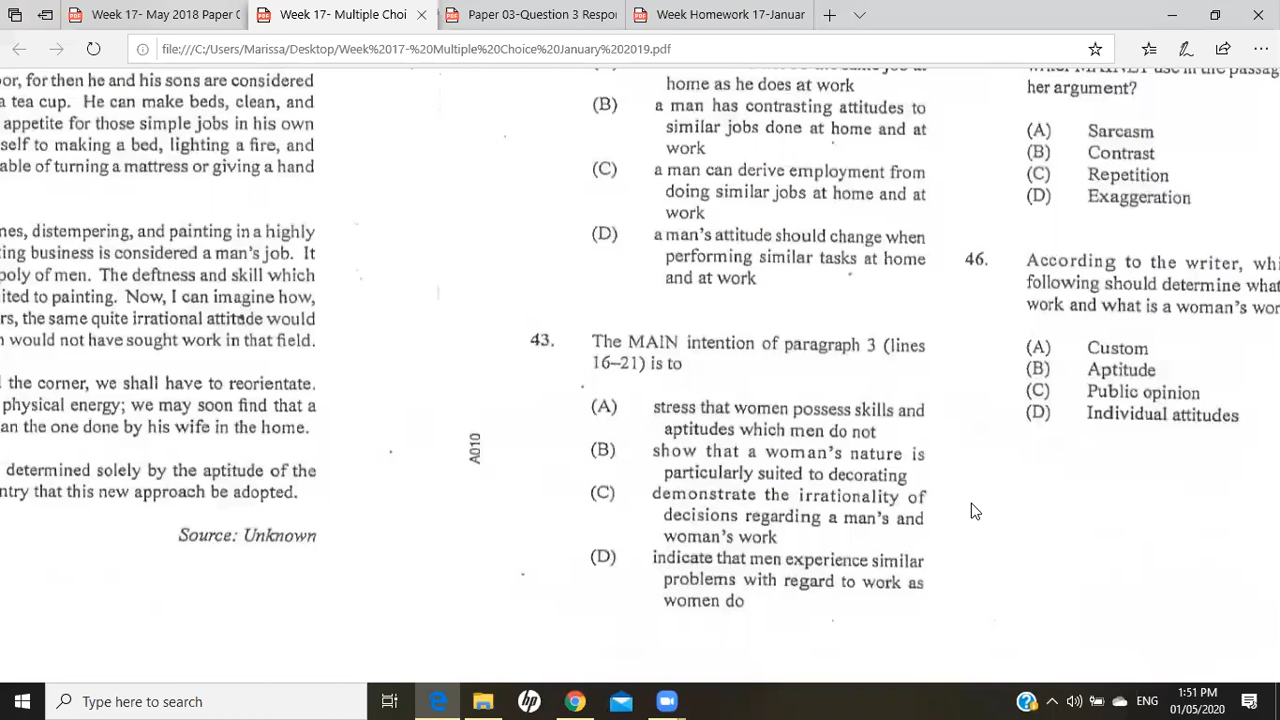 Week 17- May 2018 Paper C
Week 17- Multiple Choi
Paper 03-Question 3 Respor
Week Homework 17-Januar
file:///C:/Users/Marissa/Desktop/Week%2017-%20Multiple%20Choice%20January%202019.pdf
oor, for then he and his sons are considered
a tea cup. He can make beds, clean, and
appetite for those simple jobs in his own
self to making a bed, lighting a fire, and
able of turning a mattress or giving a hand
nes, distempering, and painting in a highly
ting business is considered a man's job. It
poly of men. The deftness and skill which
ited to painting. Now, I can imagine how,
rs, the same quite irrational attitude would
n would not have sought work in that field.
d the corner, we shall have to reorientate.
physical energy; we may soon find that a
an the one done by his wife in the home.
determined solely by the aptitude of the
ntry that this new approach be adopted.
Source: Unknown
home as he does at work
(B) a man has contrasting attitudes to
similar jobs done at home and at
work
(C) a man can derive employment from
doing similar jobs at home and at
work
(D) a man's attitude should change when
performing similar tasks at home
and at work
43. The MAIN intention of paragraph 3 (lines
16–21) is to
(A) stress that women possess skills and
aptitudes which men do not
(B) show that a woman's nature is
particularly suited to decorating
(C) demonstrate the irrationality of
decisions regarding a man's and
woman's work
(D) indicate that men experience similar
problems with regard to work as
women do
A010
her argument?
(A) Sarcasm
(B) Contrast
(C) Repetition
(D) Exaggeration
46. According to the writer, whi
following should determine what
work and what is a woman's wor
(A) Custom
(B) Aptitude
(C) Public opinion
(D) Individual attitudes
Type here to search
ENG
1:51 PM
01/05/2020